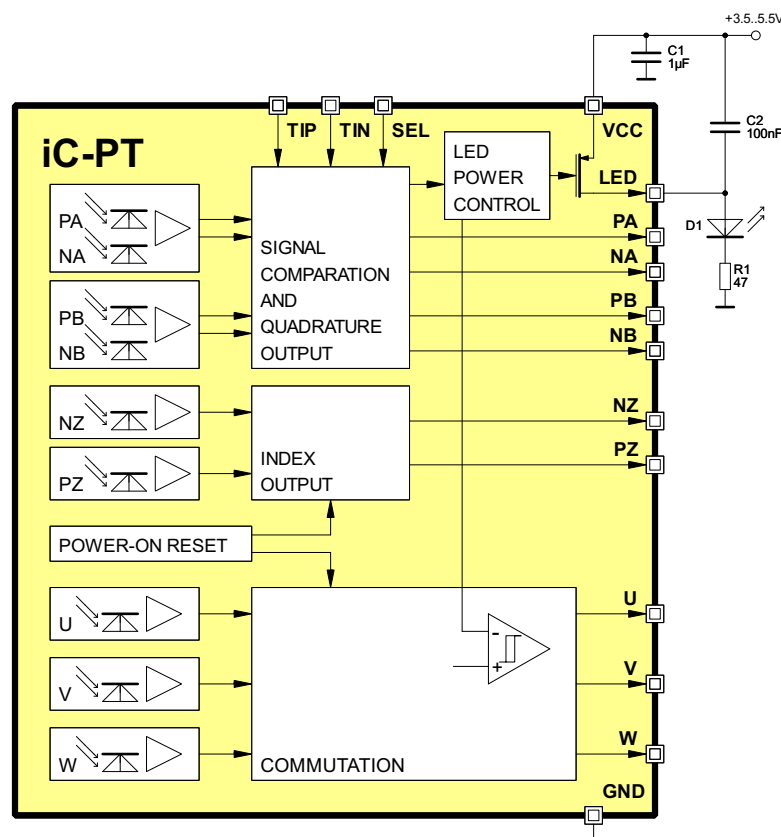 +3.5..5.5V
C1
1µF
C2
100nF
iC-PT
TIP
TIN
SEL
VCC
LED
POWER
CONTROL
LED
D1
R1
47
PA
NA
SIGNAL
COMPARATION
AND
QUADRATURE
OUTPUT
PA
NA
PB
NB
PB
NB
NZ
NZ
PZ
INDEX
OUTPUT
PZ
POWER-ON RESET
U
-
+
U
V
V
W
COMMUTATION
W
GND